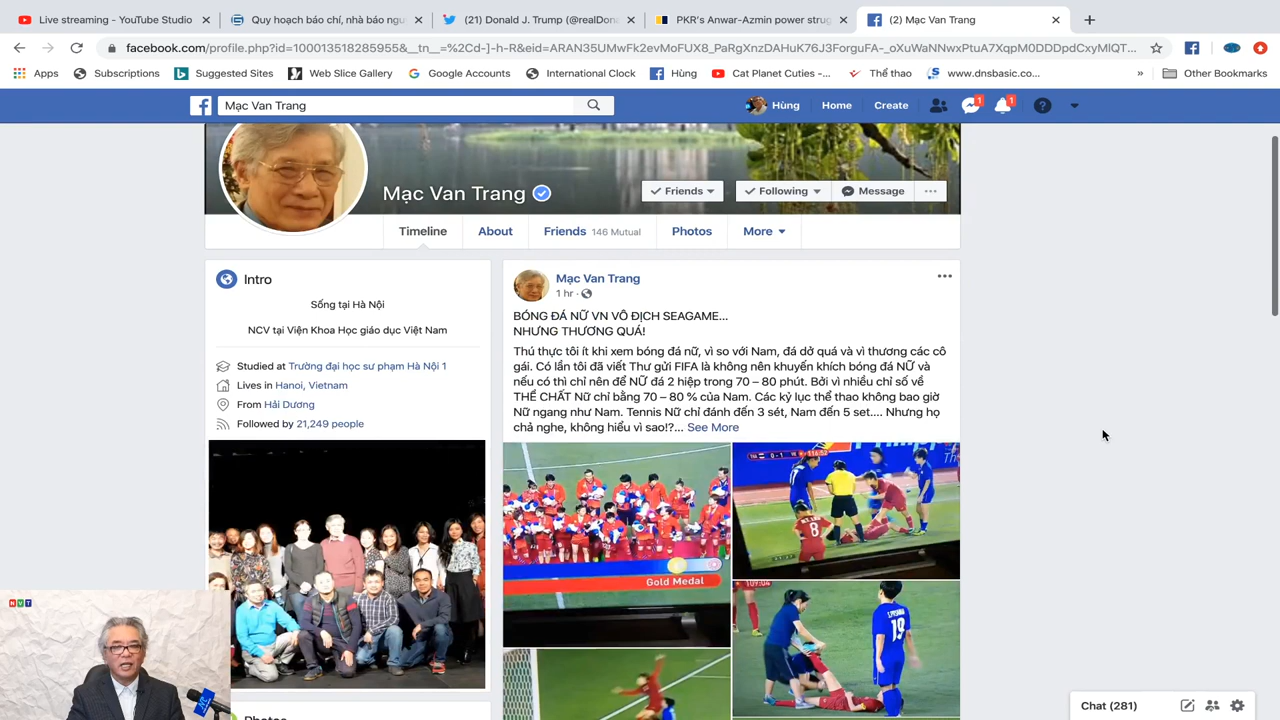 Live streaming - YouTube Studio
Quy hoạch báo chí, nhà báo ngu
(21) Donald J. Trump (@realDona
PKR's Anwar-Azmin power strug
(2) Mạc Van Trang
facebook.com/profile.php?id=100013518285955&__tn__=%2Cd-]-h-R&eid=ARAN35UMwFk2evMoFUX8_PaRgXnzDAHuK76J3ForguFA-_oXuWaNNwxPtuA7XqpM0DDDpdCxyMlQT...
Apps
Subscriptions
Suggested Sites
Web Slice Gallery
Google Accounts
International Clock
Hùng
Cat Planet Cuties -...
Thể thao
www.dnsbasic.co...
»
Other Bookmarks
Mạc Van Trang
Hùng
Home
Create
1
1
Mạc Van Trang
Friends
Following
Message
...
Timeline
About
Friends 146 Mutual
Photos
More
Intro
Sống tại Hà Nội
NCV tại Viện Khoa Học giáo dục Việt Nam
Studied at Trường đại học sư phạm Hà Nội 1
Lives in Hanoi, Vietnam
From Hải Dương
Followed by 21,249 people
Mạc Van Trang
1 hr ·
BÓNG ĐÁ NỮ VN VÔ ĐỊCH SEAGAME...
NHƯNG THƯƠNG QUÁ!
Thú thực tôi ít khi xem bóng đá nữ, vì so với Nam, đá dở quá và vì thương các cô
gái. Có lần tôi đã viết Thư gửi FIFA là không nên khuyến khích bóng đá NỮ và
nếu có thì chỉ nên để NỮ đá 2 hiệp trong 70 – 80 phút. Bởi vì nhiều chỉ số về
THỂ CHẤT Nữ chỉ bằng 70 – 80 % của Nam. Các kỷ lục thể thao không bao giờ
Nữ ngang như Nam. Tennis Nữ chỉ đánh đến 3 sét, Nam đến 5 set.... Nhưng họ
chả nghe, không hiểu vì sao!?... See More
Gold Medal
0 - 1
8
19
HVT
Photos
Chat (281)